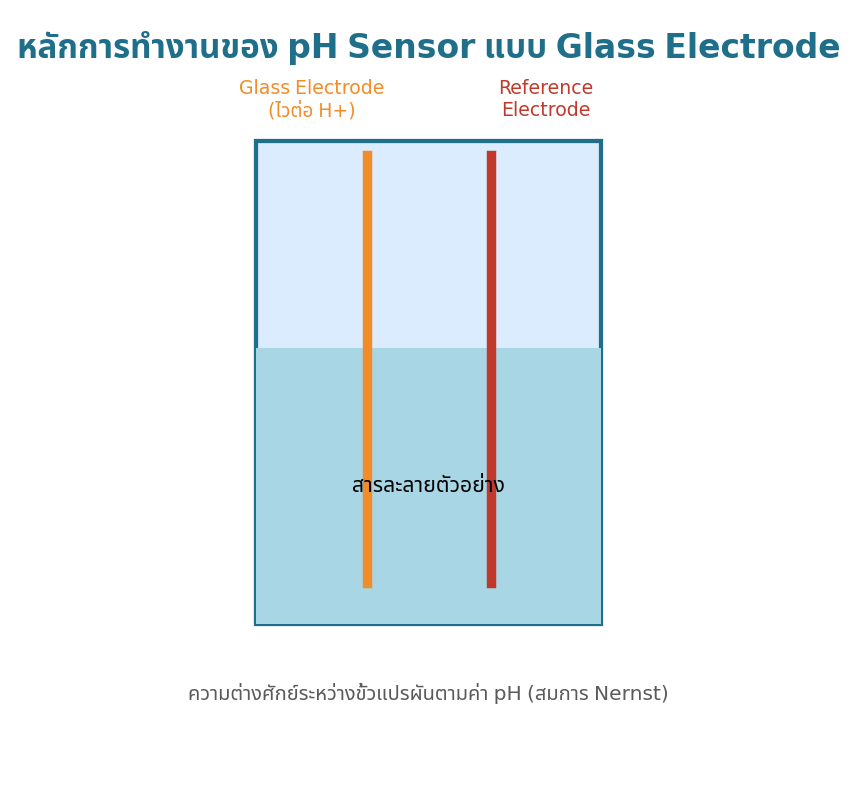 หลักการทำงานของ pH Sensor แบบ Glass Electrode
Glass Electrode
(ไวต่อ H+)
Reference
Electrode
สารละลายตัวอย่าง
ความต่างศักย์ระหว่างขั้วแปรผันตามค่า pH (สมการ Nernst)